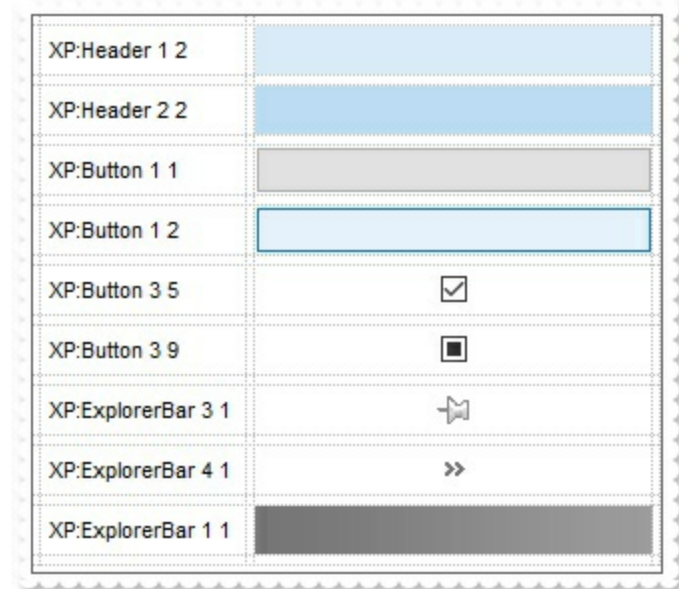 XP:Header 1 2
XP:Header 2 2
XP:Button 1 1
XP:Button 1 2
XP:Button 3 5
XP:Button 3 9
XP:ExplorerBar 3 1
XP:ExplorerBar 4 1
XP:ExplorerBar 1 1